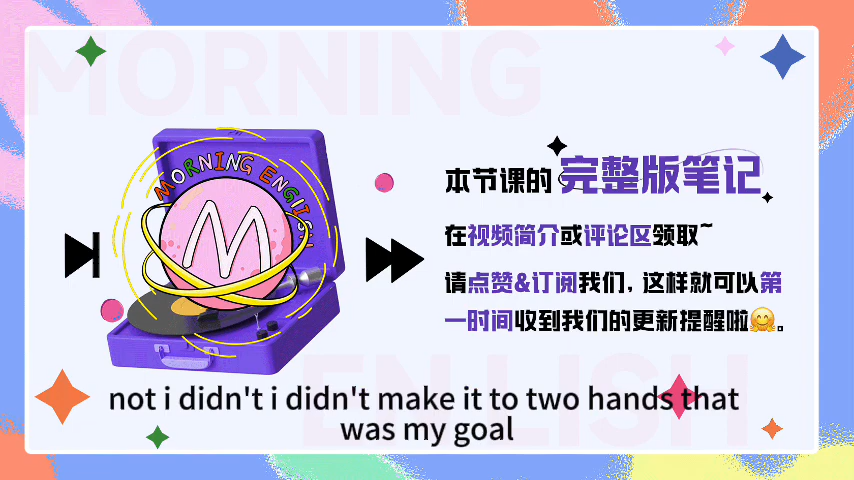 MORNING
MORNING ENGLISH
M
本节课的 完整版笔记
在视频简介或评论区领取~
请点赞&订阅我们，这样就可以第
一时间收到我们的更新提醒啦🤗。
ENGLISH
not i didn't i didn't make it to two hands that
was my goal